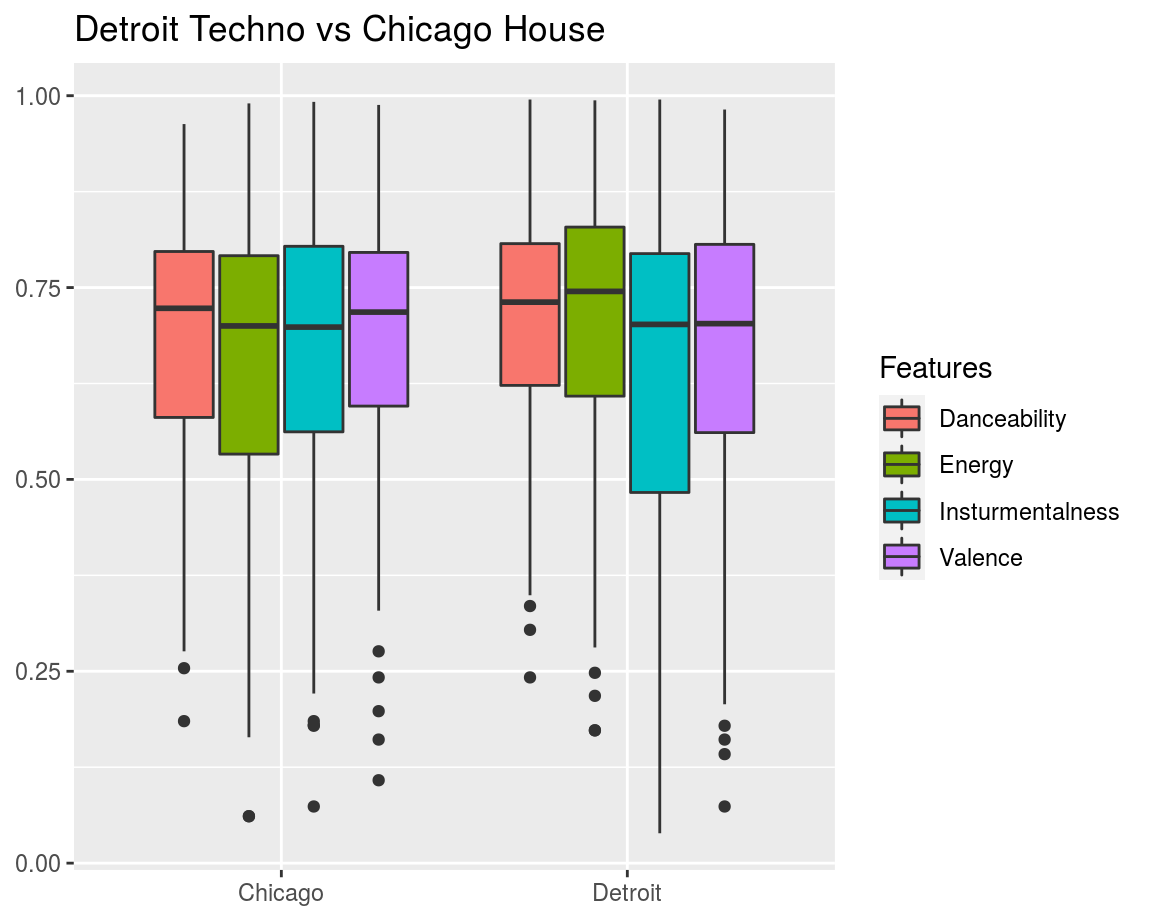 Detroit Techno vs Chicago House
1.00
0.75
0.50
0.25
0.00
Chicago
Detroit
Features
Danceability
Energy
Insturmentalness
Valence